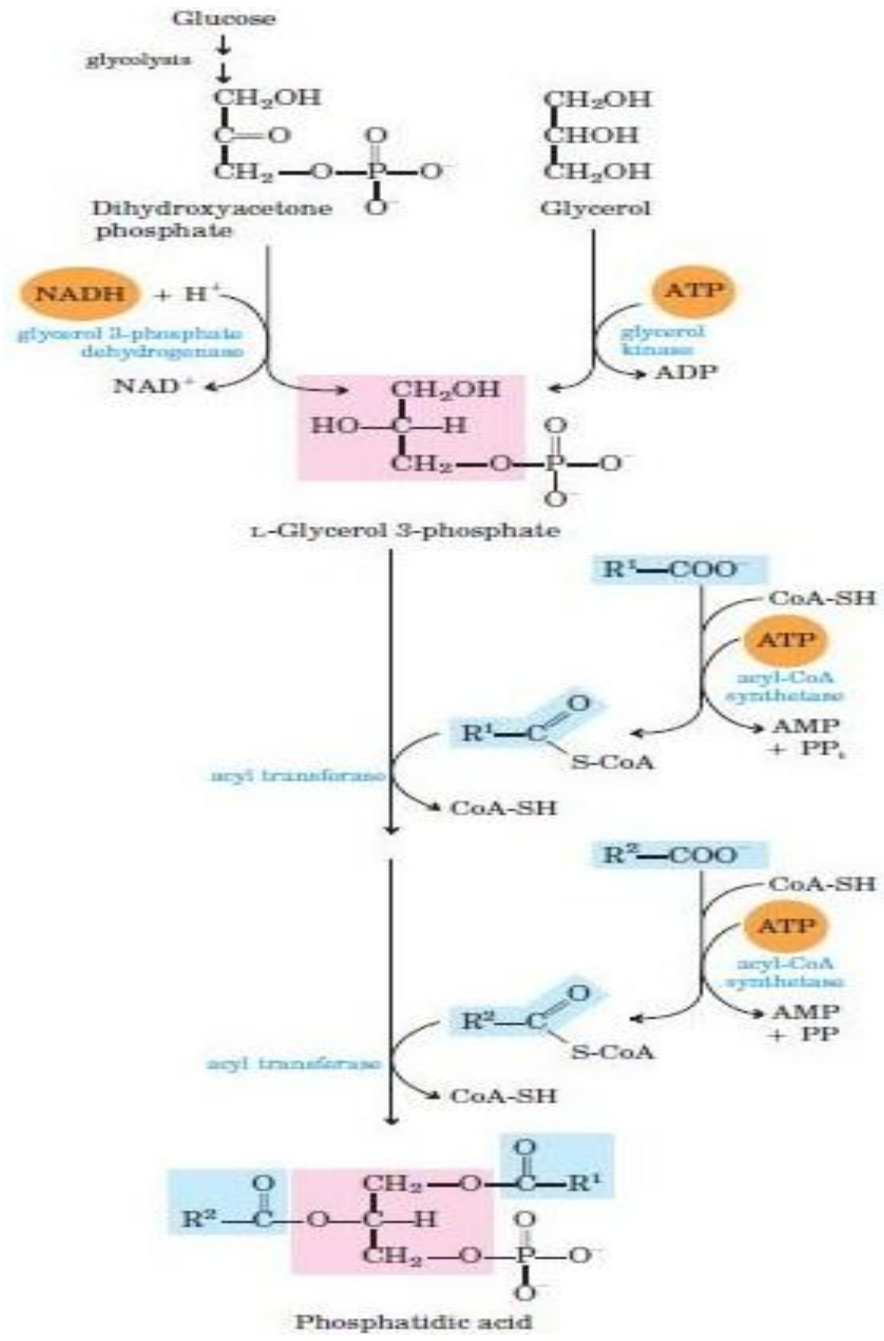 Glucose
glycolysis
CH₂OH
C=O
CH₂—O—P—O⁻
O
O⁻
Dihydroxyacetone
phosphate
CH₂OH
CHOH
CH₂OH
Glycerol
NADH + H⁺
glycerol 3-phosphate
dehydrogenase
NAD⁺
ATP
glycerol
kinase
ADP
CH₂OH
HO—C—H
CH₂—O—P—O⁻
O
O⁻
L-Glycerol 3-phosphate
R¹—COO⁻
CoA-SH
ATP
acyl-CoA
synthetase
AMP
+ PPᵢ
O
R¹—C
S-CoA
acyl transferase
CoA-SH
R²—COO⁻
CoA-SH
ATP
acyl-CoA
synthetase
AMP
+ PP
O
R²—C
S-CoA
acyl transferase
CoA-SH
O
CH₂—O—C—R¹
O
R²—C—O—C—H
O
CH₂—O—P—O⁻
O⁻
Phosphatidic acid